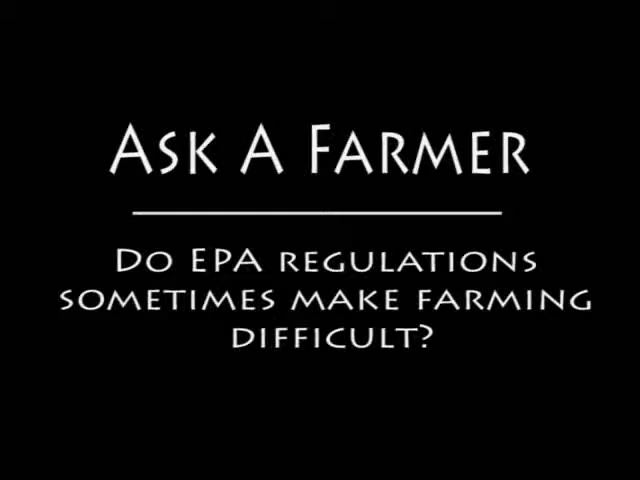 Ask A Farmer
Do EPA regulations
sometimes make farming
difficult?